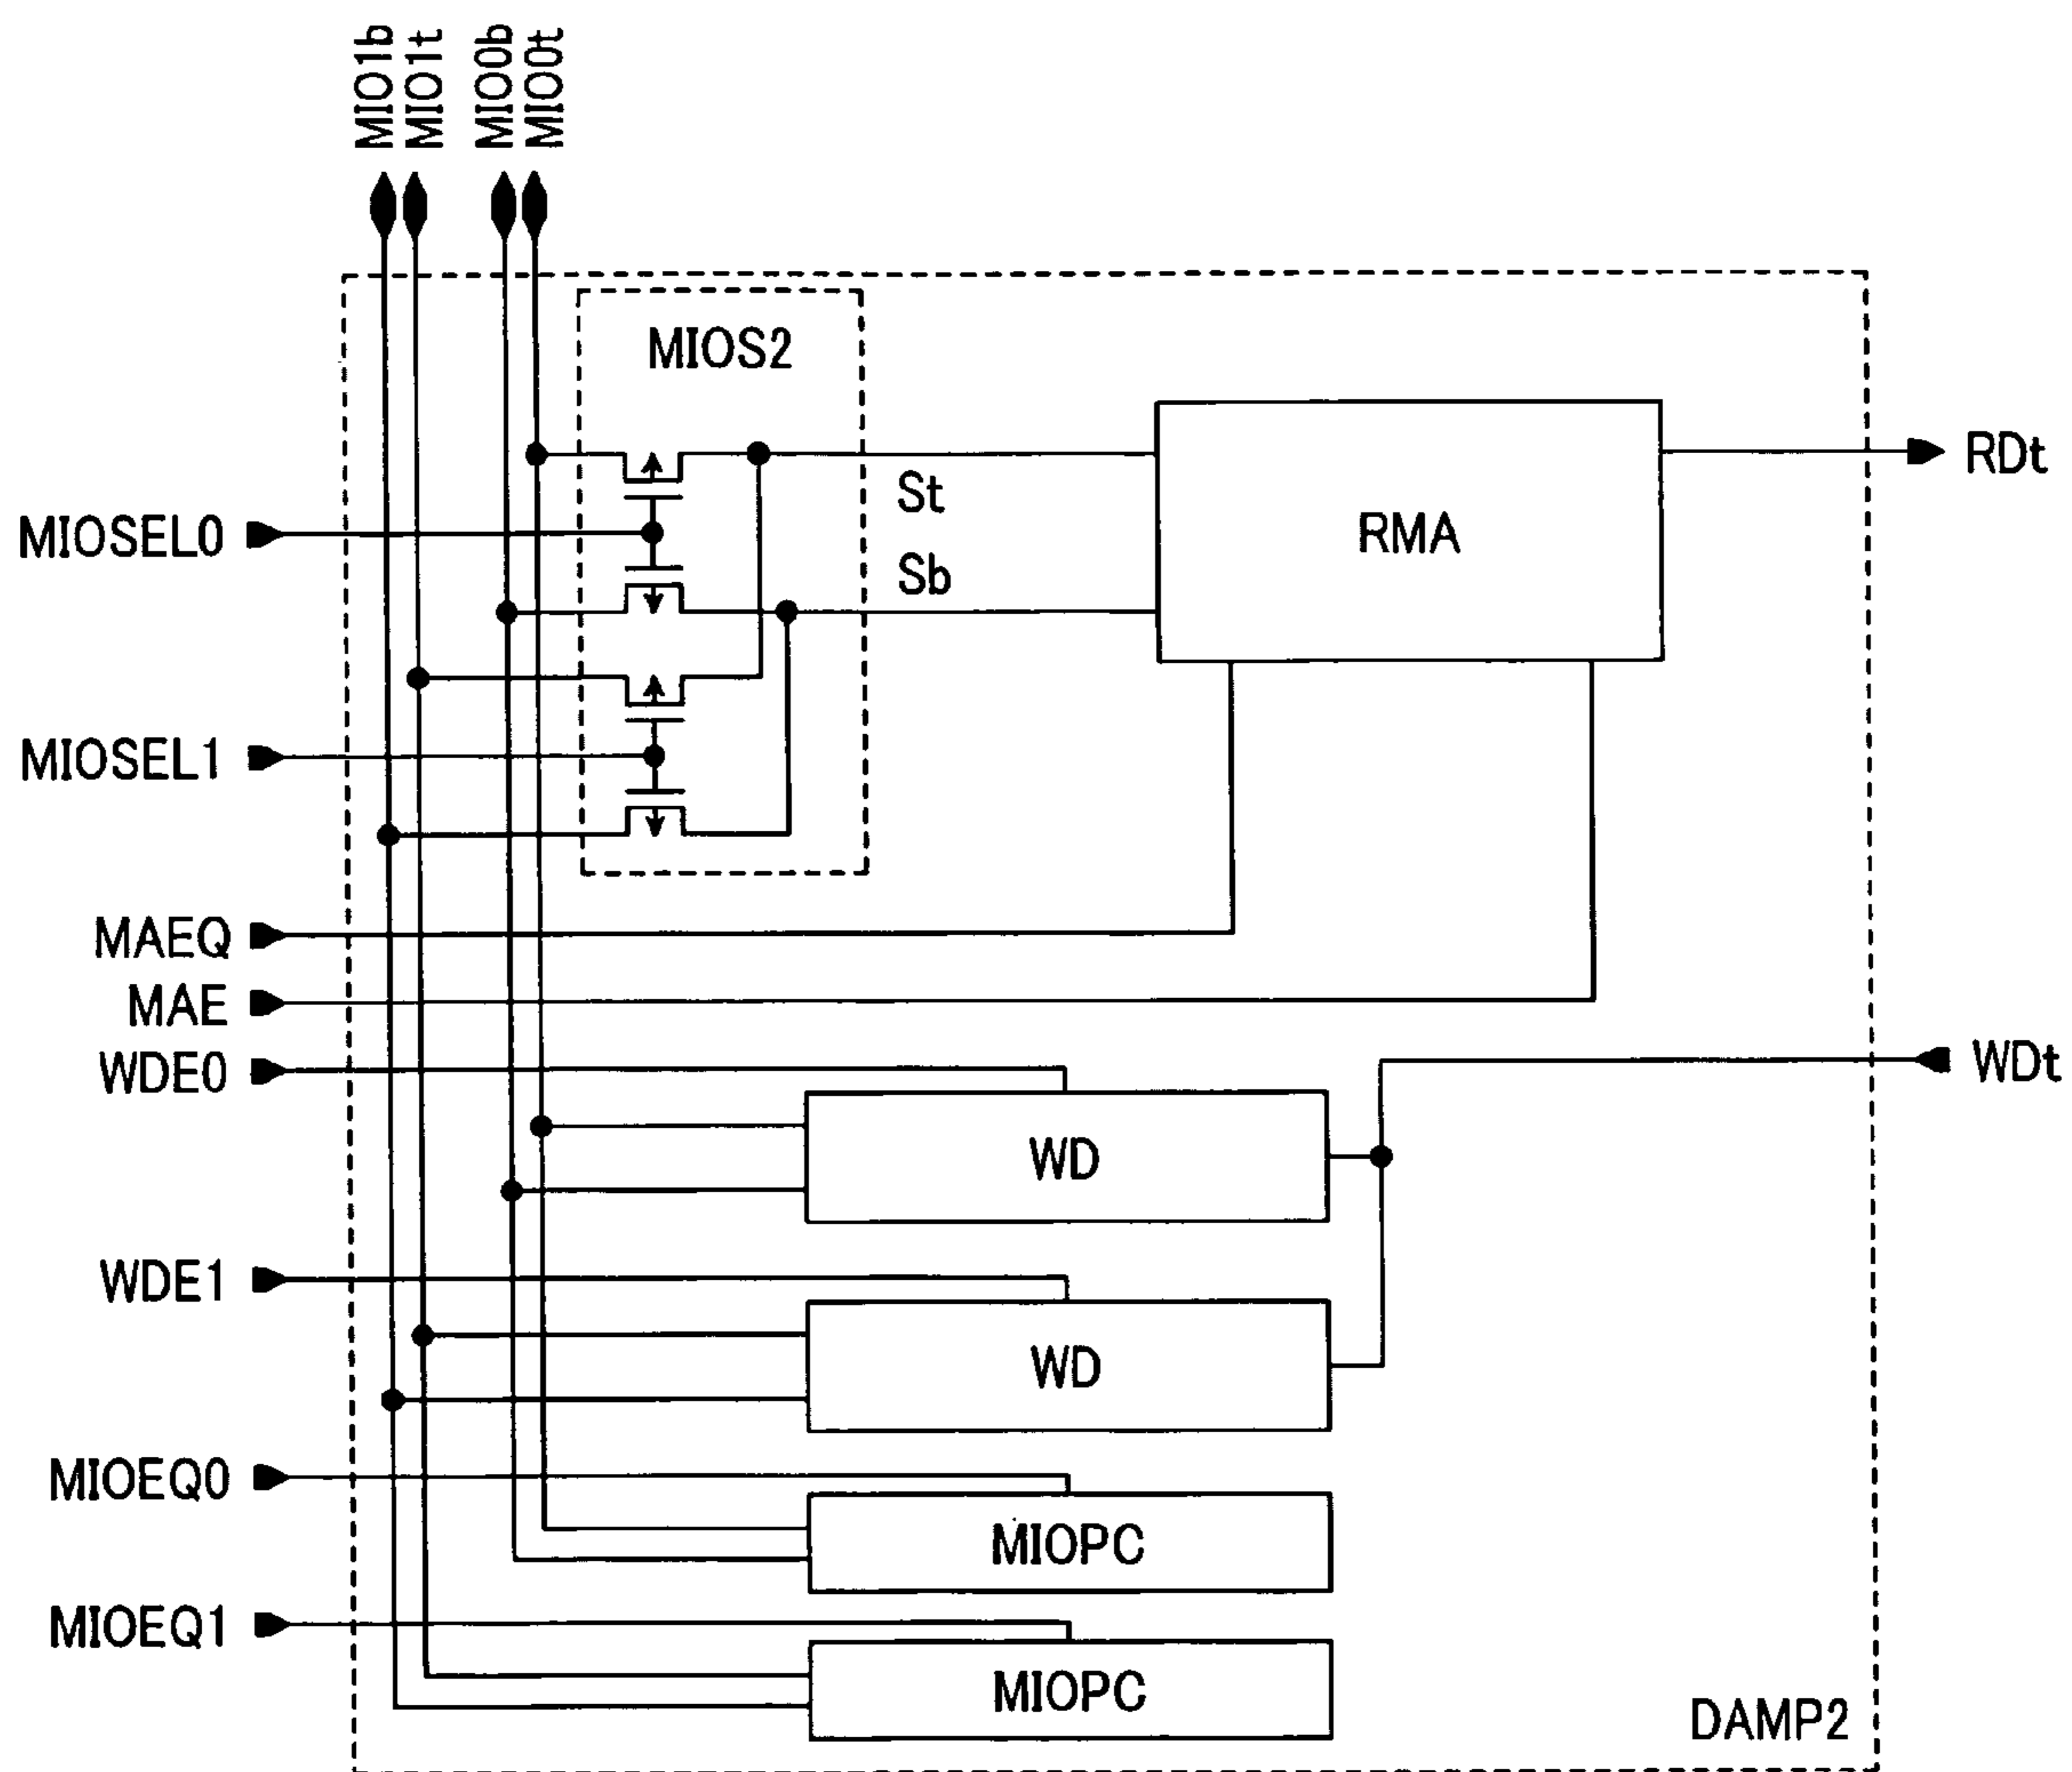 MIO1b
MIO1t
MIO0b
MIO0t
MIOS2
St
Sb
RMA
RDt
MIOSEL0
MIOSEL1
MAEQ
MAE
WDE0
WDt
WD
WDE1
WD
MIOEQ0
MIOPC
MIOEQ1
MIOPC
DAMP2